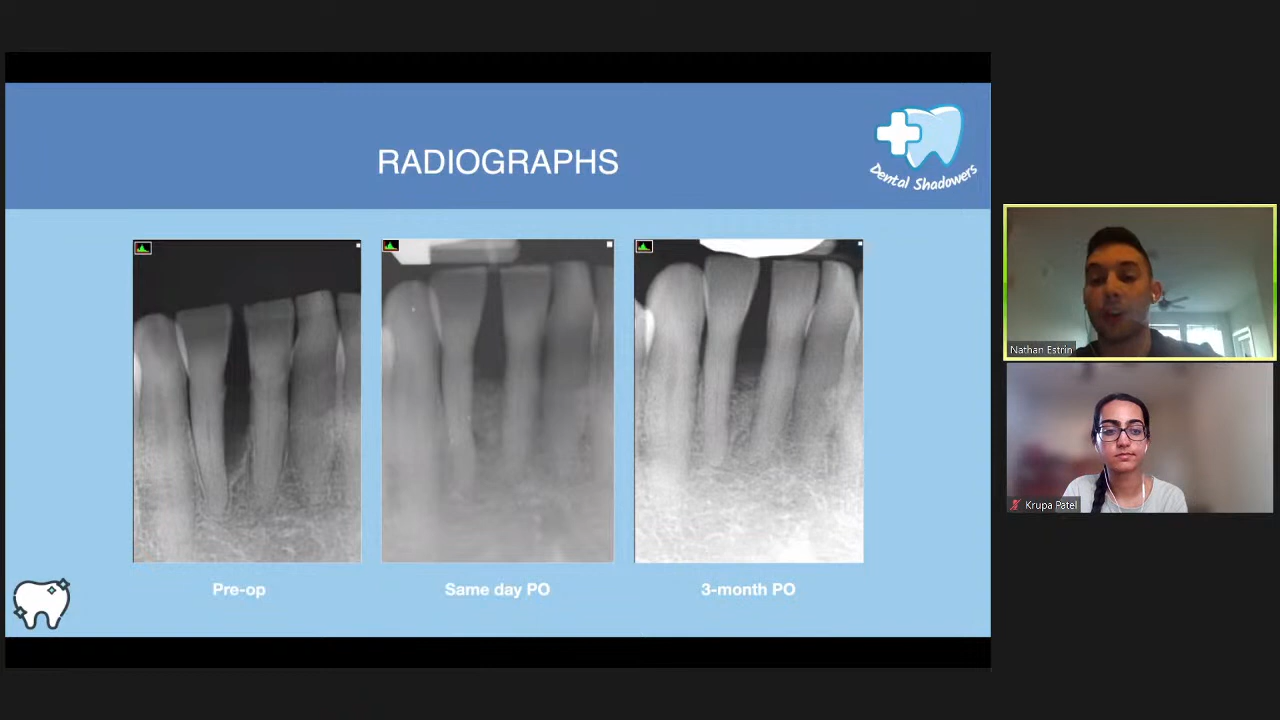 RADIOGRAPHS
Dental Shadowers
Pre-op
Same day PO
3-month PO
Nathan Estrin
Krupa Patel